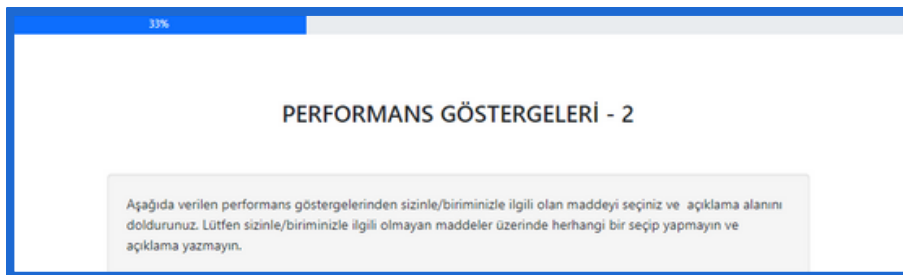 33%
PERFORMANS GÖSTERGELERİ - 2
Aşağıda verilen performans göstergelerinden sizinle/biriminizle ilgili olan maddeyi seçiniz ve açıklama alanını
doldurunuz. Lütfen sizinle/biriminizle ilgili olmayan maddeler üzerinde herhangi bir seçip yapmayın ve
açıklama yazmayın.